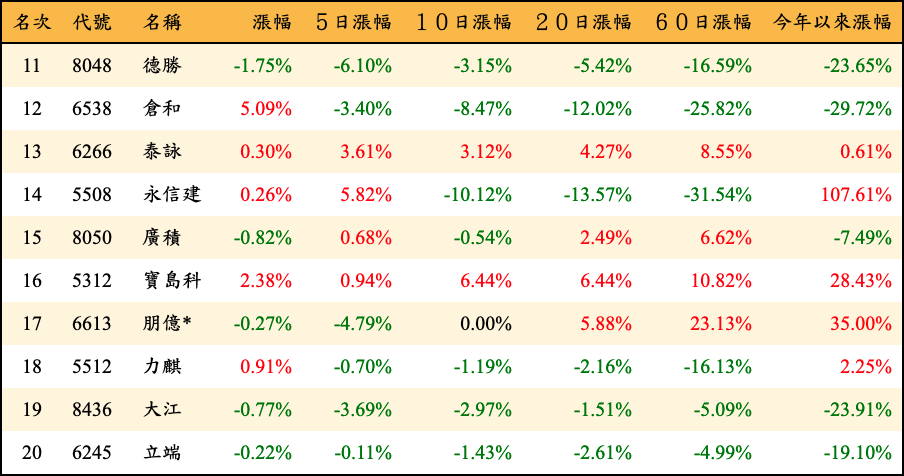 名次 代號 名稱 漲幅 5日漲幅 10日漲幅 20日漲幅 60日漲幅 今年以來漲幅
11 8048 德勝 -1.75% -6.10% -3.15% -5.42% -16.59% -23.65%
12 6538 倉和 5.09% -3.40% -8.47% -12.02% -25.82% -29.72%
13 6266 泰詠 0.30% 3.61% 3.12% 4.27% 8.55% 0.61%
14 5508 永信建 0.26% 5.82% -10.12% -13.57% -31.54% 107.61%
15 8050 廣積 -0.82% 0.68% -0.54% 2.49% 6.62% -7.49%
16 5312 寶島科 2.38% 0.94% 6.44% 6.44% 10.82% 28.43%
17 6613 朋億* -0.27% -4.79% 0.00% 5.88% 23.13% 35.00%
18 5512 力麒 0.91% -0.70% -1.19% -2.16% -16.13% 2.25%
19 8436 大江 -0.77% -3.69% -2.97% -1.51% -5.09% -23.91%
20 6245 立端 -0.22% -0.11% -1.43% -2.61% -4.99% -19.10%